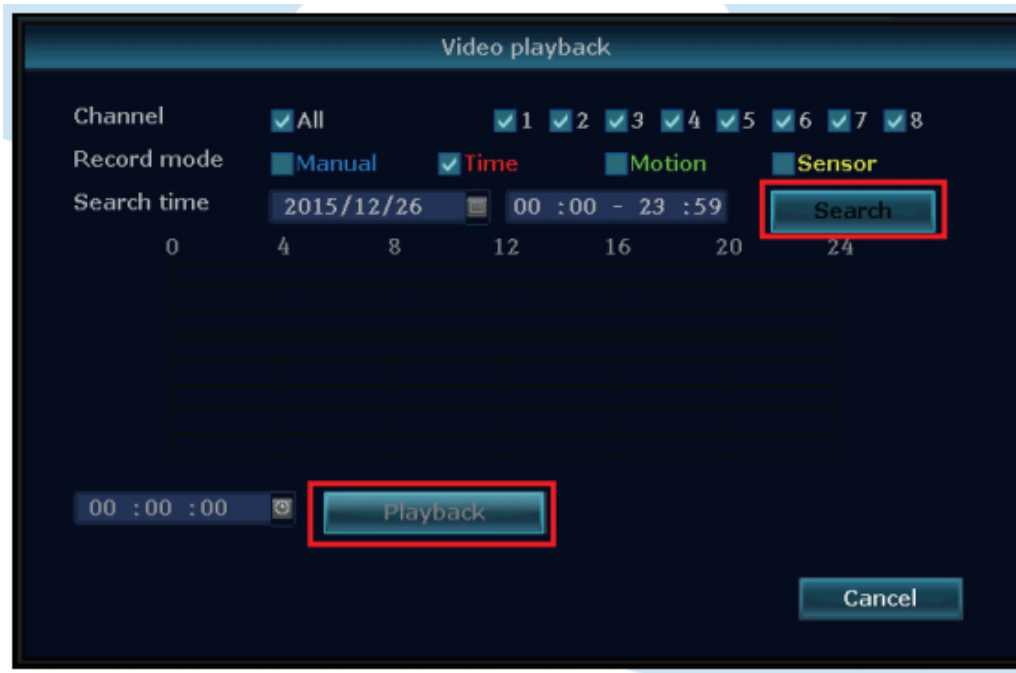 Video playback
Channel All 1 2 3 4 5 6 7 8
Record mode Manual Time Motion Sensor
Search time 2015/12/26 00 :00 - 23 :59 Search
0 4 8 12 16 20 24
00 :00 :00 Playback
Cancel